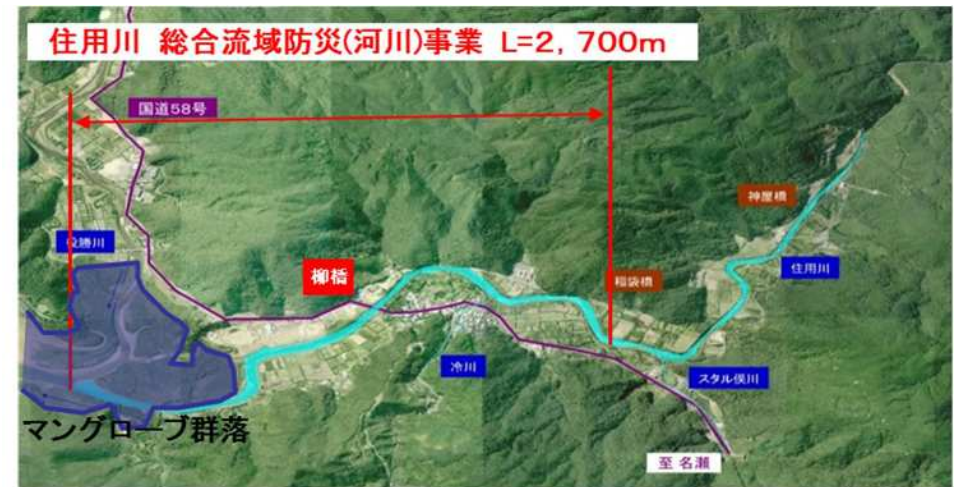 住用川 総合流域防災(河川)事業 L=2, 700m
国道58号
神屋橋
役勝川
柳橋
稲袋橋
住用川
冷川
スタル俣川
マングローブ群落
至 名瀬